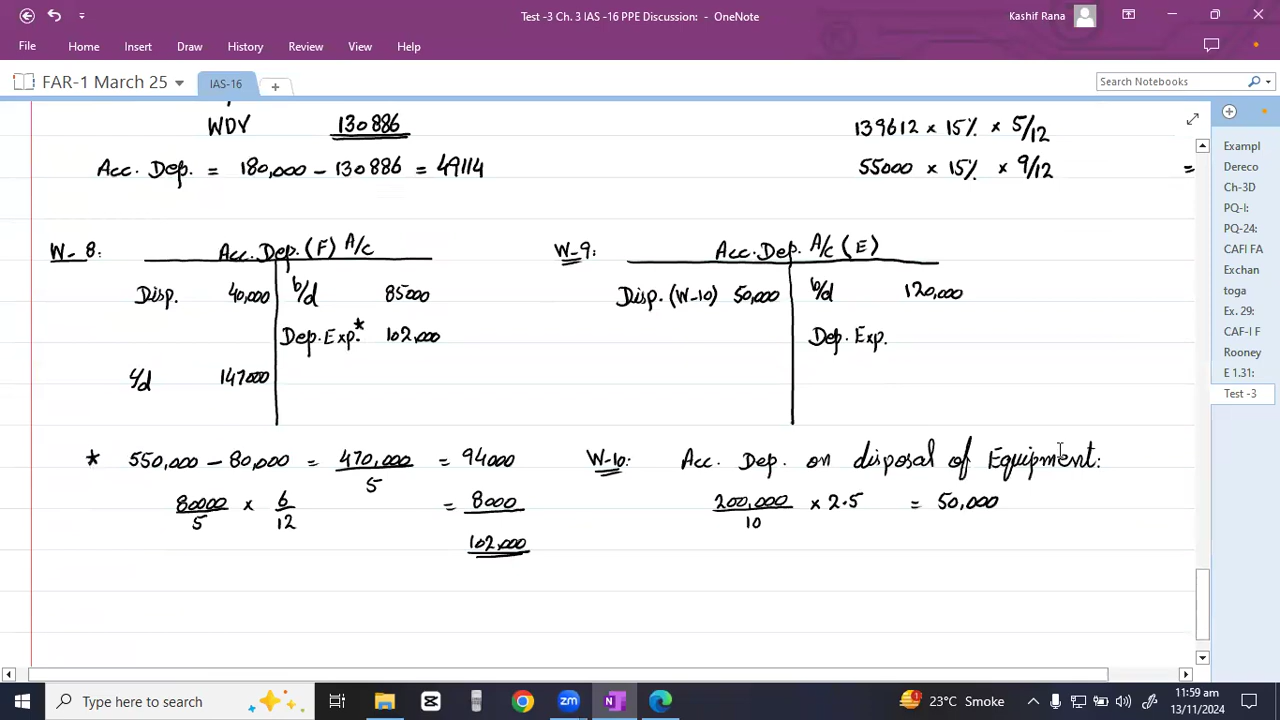 Test -3 Ch. 3 IAS -16 PPE Discussion: - OneNote
Kashif Rana
File Home Insert Draw History Review View Help
FAR-1 March 25 IAS-16 + Search Notebooks
WDV 130886
139612 x 15% x 5/12
Acc. Dep. = 180,000 - 130886 = 49114
55000 x 15% x 9/12 =
W-8: Acc. Dep. (F) A/c
Disp. 40,000 b/d 85000
Dep. Exp.* 102,000
c/d 147000
* 550,000 - 80,000 = 470,000/5 = 94000
80000/5 x 6/12 = 8000
102,000
W-9: Acc. Dep. A/c (E)
Disp. (W-10) 50,000 b/d 120,000
Dep. Exp.
W-10: Acc. Dep. on disposal of Equipment:
200,000/10 x 2.5 = 50,000
Exampl
Dereco
Ch-3D
PQ-I:
PQ-24:
CAFI FA
Exchan
toga
Ex. 29:
CAF-I F
Rooney
E 1.31:
Test -3
Type here to search
23°C Smoke
11:59 am
13/11/2024